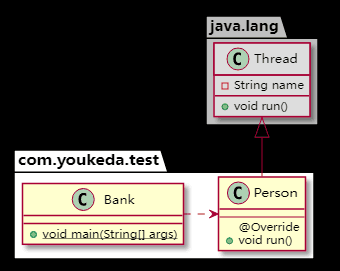 java.lang
C Thread
String name
void run()
com.youkeda.test
C Bank
void main(String[] args)
C Person
@Override
void run()